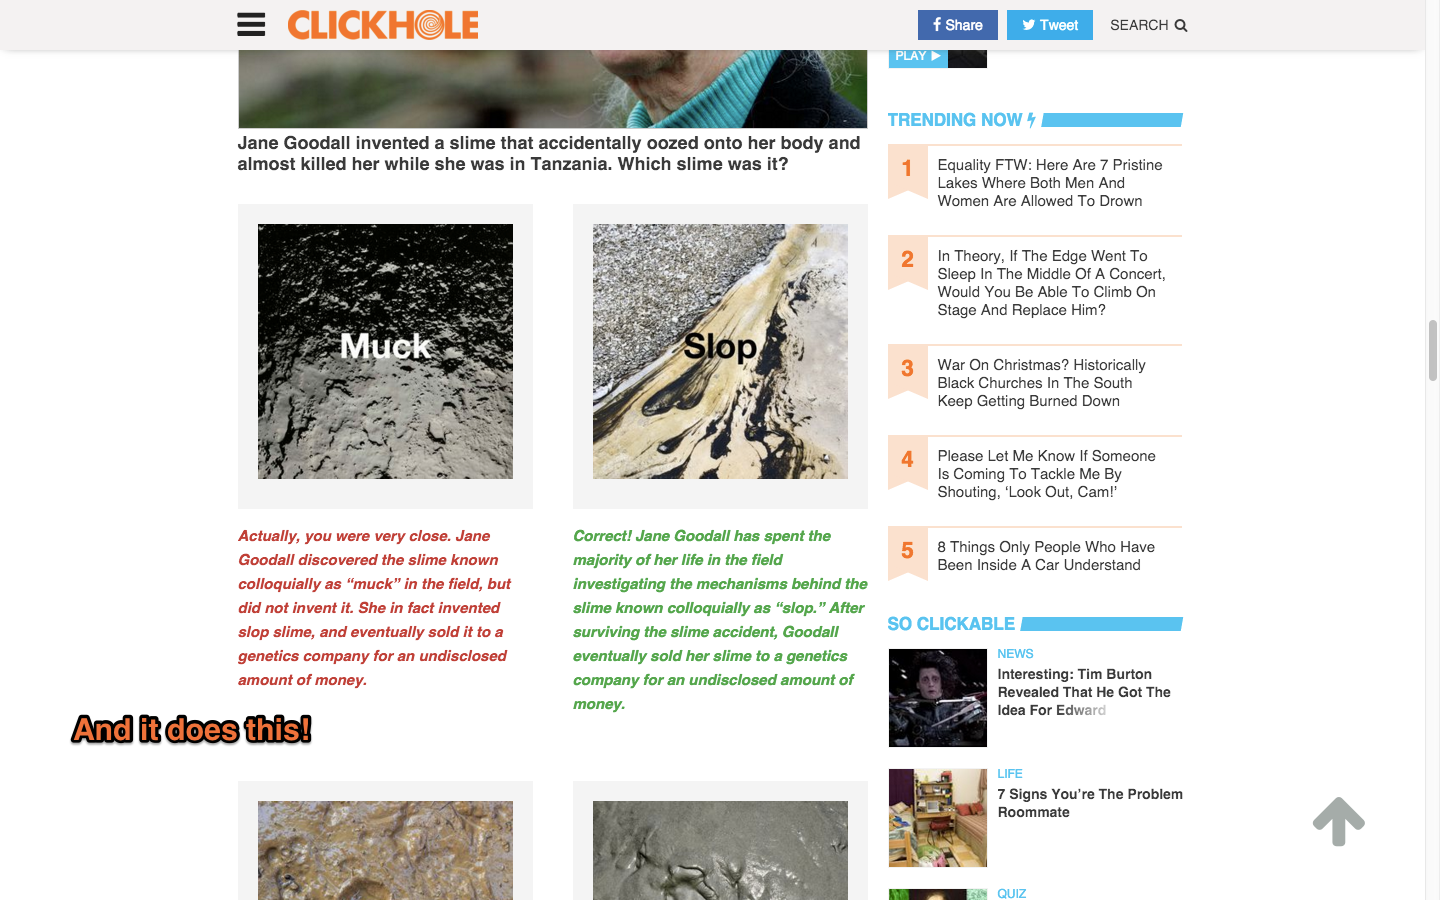 CLICKHOLE
Share
Tweet
SEARCH
Jane Goodall invented a slime that accidentally oozed onto her body and
almost killed her while she was in Tanzania. Which slime was it?
Muck
Slop
Actually, you were very close. Jane
Goodall discovered the slime known
colloquially as “muck” in the field, but
did not invent it. She in fact invented
slop slime, and eventually sold it to a
genetics company for an undisclosed
amount of money.
Correct! Jane Goodall has spent the
majority of her life in the field
investigating the mechanisms behind the
slime known colloquially as “slop.” After
surviving the slime accident, Goodall
eventually sold her slime to a genetics
company for an undisclosed amount of
money.
And it does this!
PLAY
TRENDING NOW
1
Equality FTW: Here Are 7 Pristine
Lakes Where Both Men And
Women Are Allowed To Drown
2
In Theory, If The Edge Went To
Sleep In The Middle Of A Concert,
Would You Be Able To Climb On
Stage And Replace Him?
3
War On Christmas? Historically
Black Churches In The South
Keep Getting Burned Down
4
Please Let Me Know If Someone
Is Coming To Tackle Me By
Shouting, ‘Look Out, Cam!’
5
8 Things Only People Who Have
Been Inside A Car Understand
SO CLICKABLE
NEWS
Interesting: Tim Burton
Revealed That He Got The
Idea For Edward
LIFE
7 Signs You’re The Problem
Roommate
QUIZ